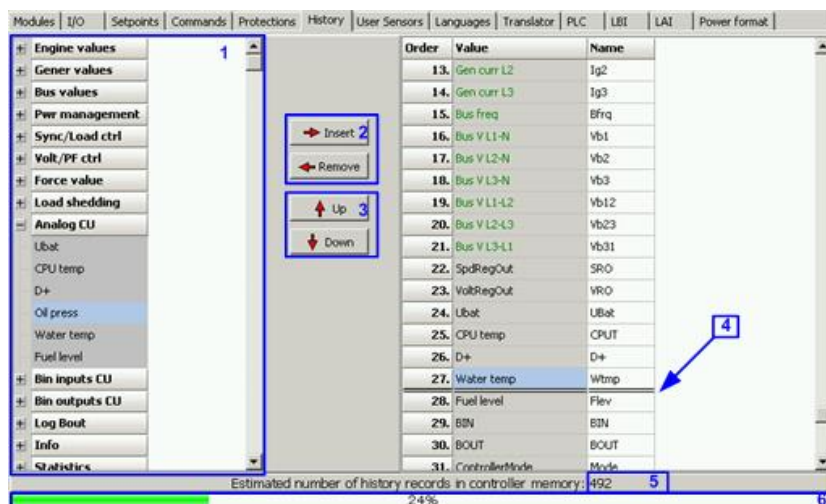 Modules I/O Setpoints Commands Protections History User Sensors Languages Translator PLC LBI LAI Power format
Engine values
1
Gener values
Bus values
Pwr management
Sync/Load ctrl
Volt/PF ctrl
Force value
Load shedding
Analog CU
Ubat
CPU temp
D+
Oil press
Water temp
Fuel level
Bin inputs CU
Bin outputs CU
Log Bout
Info
Statistics
Insert 2
Remove
Up 3
Down
Order Value Name
13. Gen curr L2 Ig2
14. Gen curr L3 Ig3
15. Bus freq Bfrq
16. Bus V L1-N Vb1
17. Bus V L2-N Vb2
18. Bus V L3-N Vb3
19. Bus V L1-L2 Vb12
20. Bus V L2-L3 Vb23
21. Bus V L3-L1 Vb31
22. SpdRegOut SRO
23. VoltRegOut VRO
24. Ubat UBat
25. CPU temp CPUT
26. D+ D+
27. Water temp Wtmp
28. Fuel level Flev
29. BIN BIN
30. BOUT BOUT
31. ControllerMode Mode
4
Estimated number of history records in controller memory: 492 5
24% 6